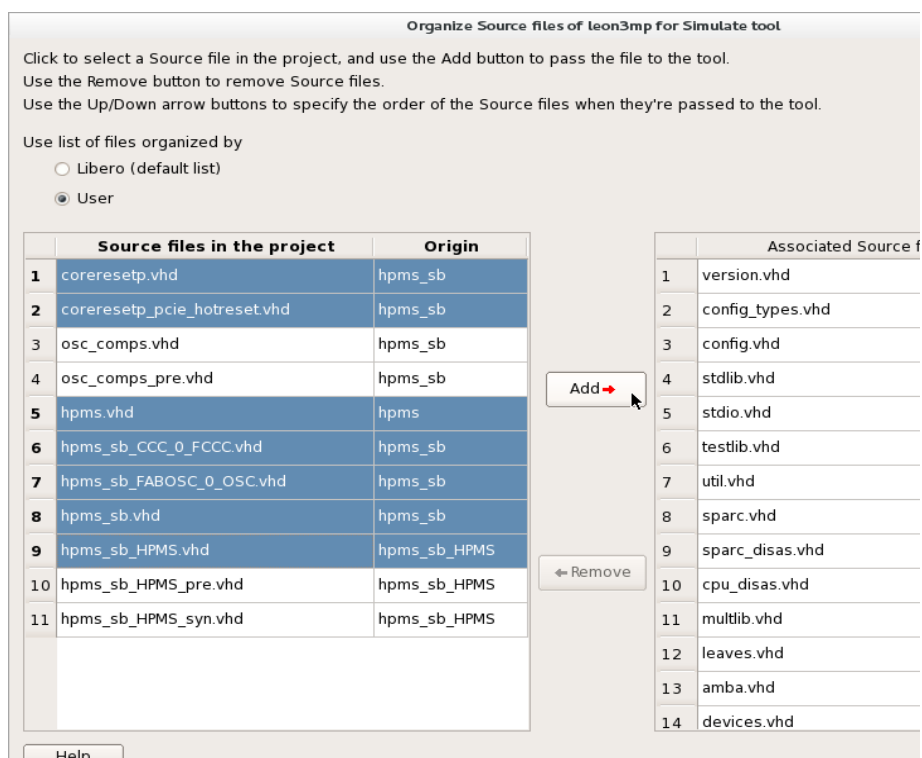 Organize Source files of leon3mp for Simulate tool
Click to select a Source file in the project, and use the Add button to pass the file to the tool.
Use the Remove button to remove Source files.
Use the Up/Down arrow buttons to specify the order of the Source files when they're passed to the tool.
Use list of files organized by
Libero (default list)
User
Source files in the project Origin
1 coreresetp.vhd hpms_sb
2 coreresetp_pcie_hotreset.vhd hpms_sb
3 osc_comps.vhd hpms_sb
4 osc_comps_pre.vhd hpms_sb
5 hpms.vhd hpms
6 hpms_sb_CCC_0_FCCC.vhd hpms_sb
7 hpms_sb_FABOSC_0_OSC.vhd hpms_sb
8 hpms_sb.vhd hpms_sb
9 hpms_sb_HPMS.vhd hpms_sb_HPMS
10 hpms_sb_HPMS_pre.vhd hpms_sb_HPMS
11 hpms_sb_HPMS_syn.vhd hpms_sb_HPMS
Add
Remove
Associated Source f
1 version.vhd
2 config_types.vhd
3 config.vhd
4 stdlib.vhd
5 stdio.vhd
6 testlib.vhd
7 util.vhd
8 sparc.vhd
9 sparc_disas.vhd
10 cpu_disas.vhd
11 multlib.vhd
12 leaves.vhd
13 amba.vhd
14 devices.vhd
Help